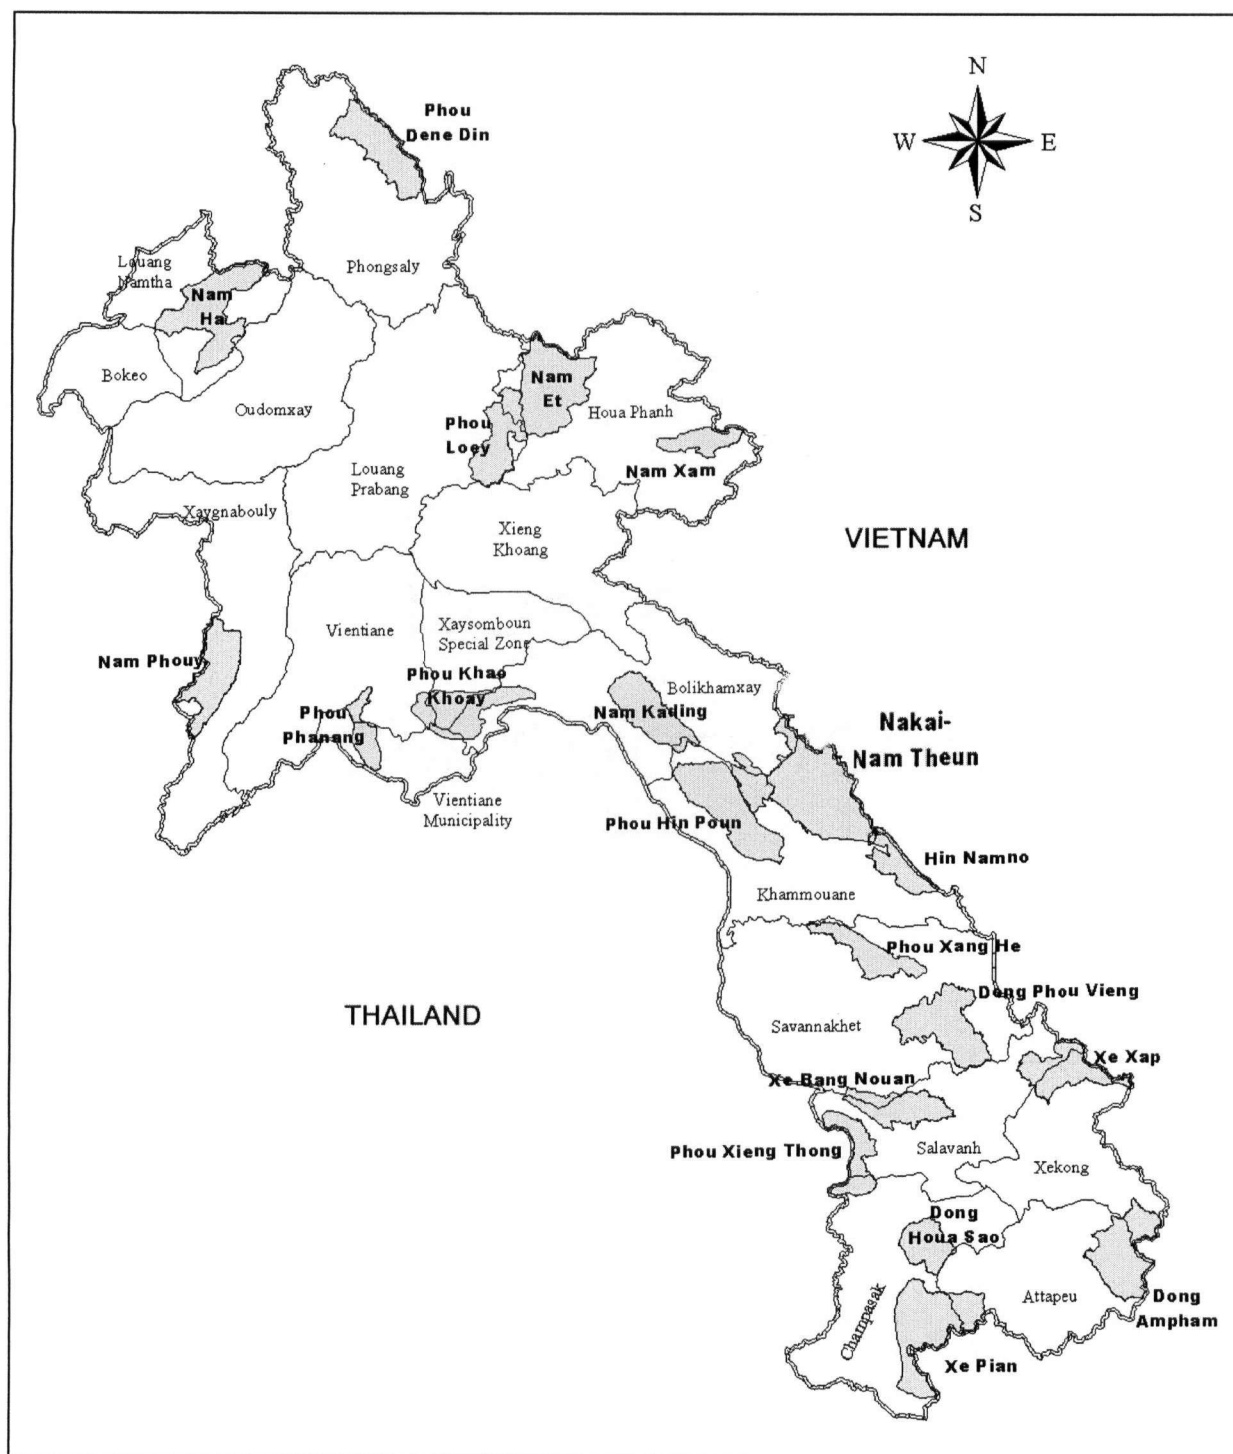 N
W
E
S
Phou
Dene Din
Louang
Namtha
Phongsaly
Nam
Ha
Bokeo
Oudomxay
Nam
Et
Houa Phanh
Phou
Loey
Nam Xam
Louang
Prabang
Xaygnabouly
Xieng
Khoang
VIETNAM
Vientiane
Xaysomboun
Special Zone
Nam Phouy
Phou Khao
Khoay
Bolikhamxay
Nam Kading
Phou
Phanang
Nakai-
Nam Theun
Vientiane
Municipality
Phou Hin Poun
Hin Namno
Khammouane
Phou Xang He
Dong Phou Vieng
THAILAND
Savannakhet
Xe Xap
Xe Bang Nouan
Phou Xieng Thong
Salavanh
Xekong
Dong
Houa Sao
Attapeu
Dong
Ampham
Champasak
Xe Pian